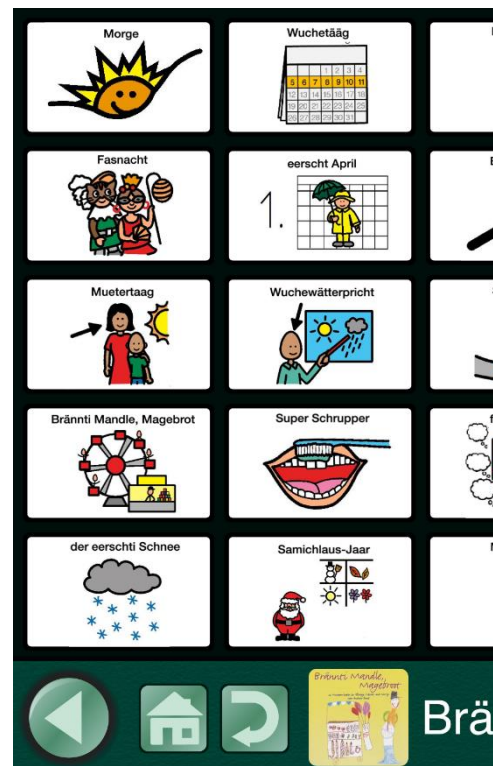 Morge
Wuchetääg
Fasnacht
eerscht April
1.
Muetertaag
Wuchewätterpricht
Brännti Mandle, Magebrot
Super Schrupper
der eerschti Schnee
Samichlaus-Jaar
Brännts Mandle,
Magebrot
Brä